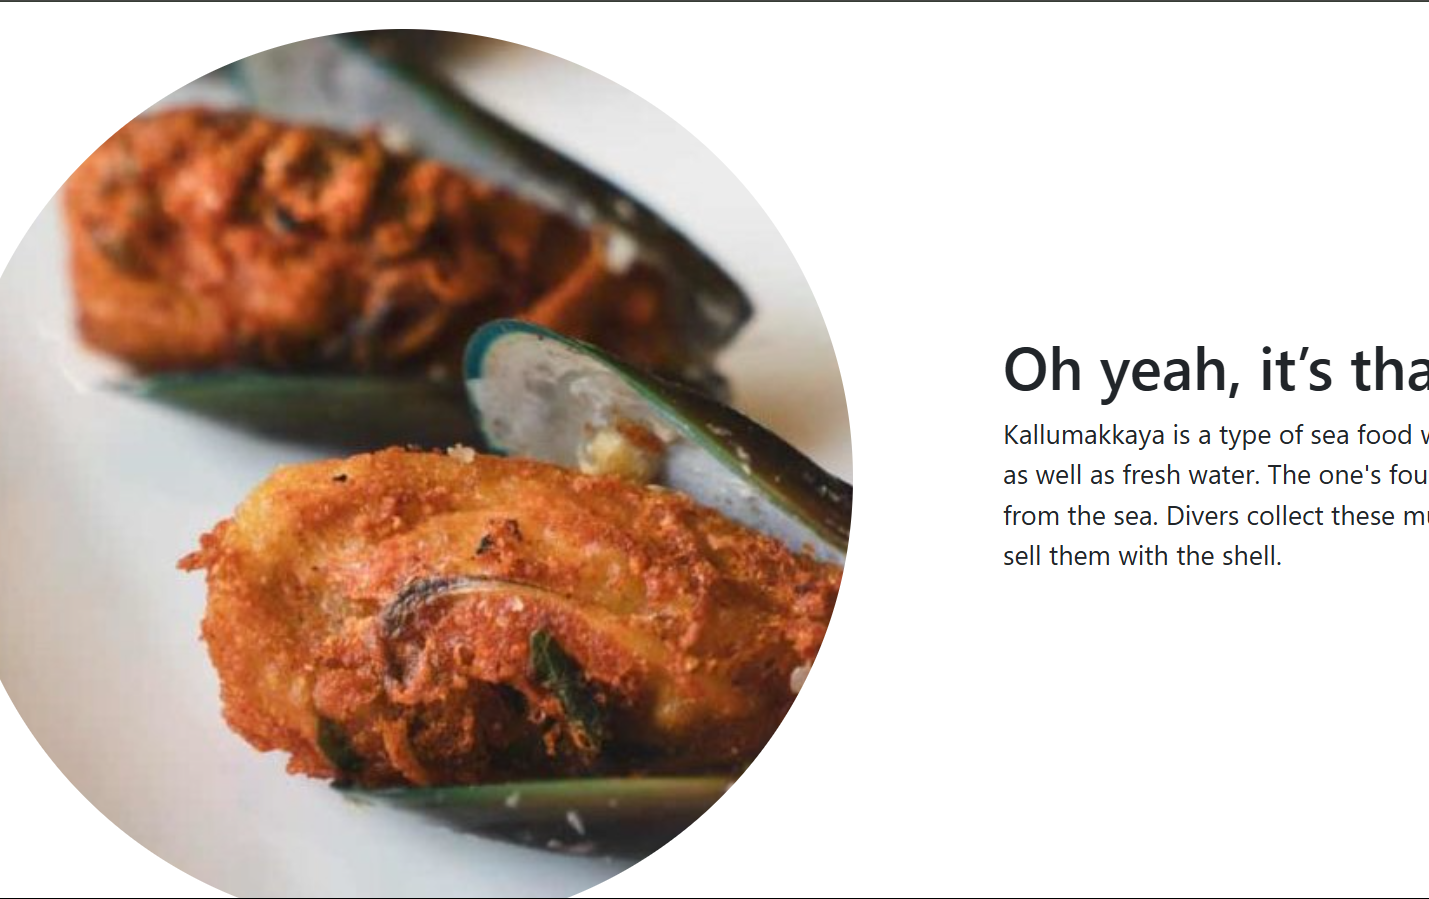 Oh yeah, it’s tha
Kallumakkaya is a type of sea food
as well as fresh water. The one's fou
from the sea. Divers collect these
sell them with the shell.